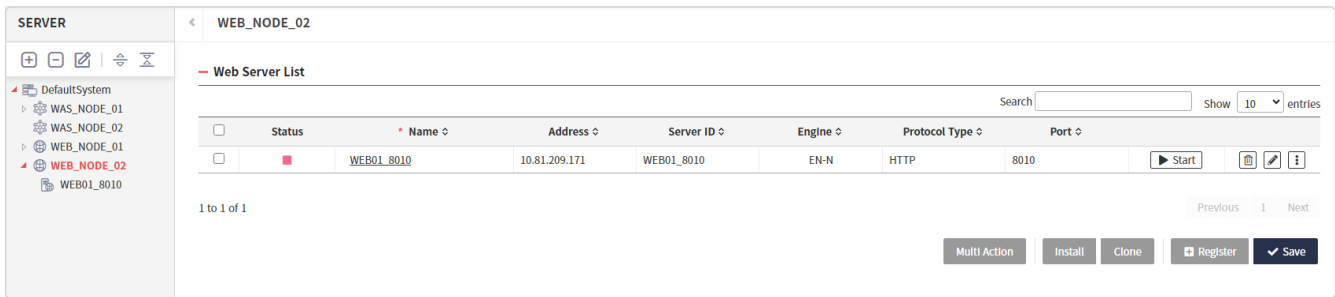 SERVER
WEB_NODE_02
DefaultSystem
WAS_NODE_01
WAS_NODE_02
WEB_NODE_01
WEB_NODE_02
WEB01_8010
Web Server List
Search Show 10 entries
Status * Name Address Server ID Engine Protocol Type Port
WEB01_8010 10.81.209.171 WEB01_8010 EN-N HTTP 8010 Start
1 to 1 of 1
Previous 1 Next
Multi Action Install Clone Register Save